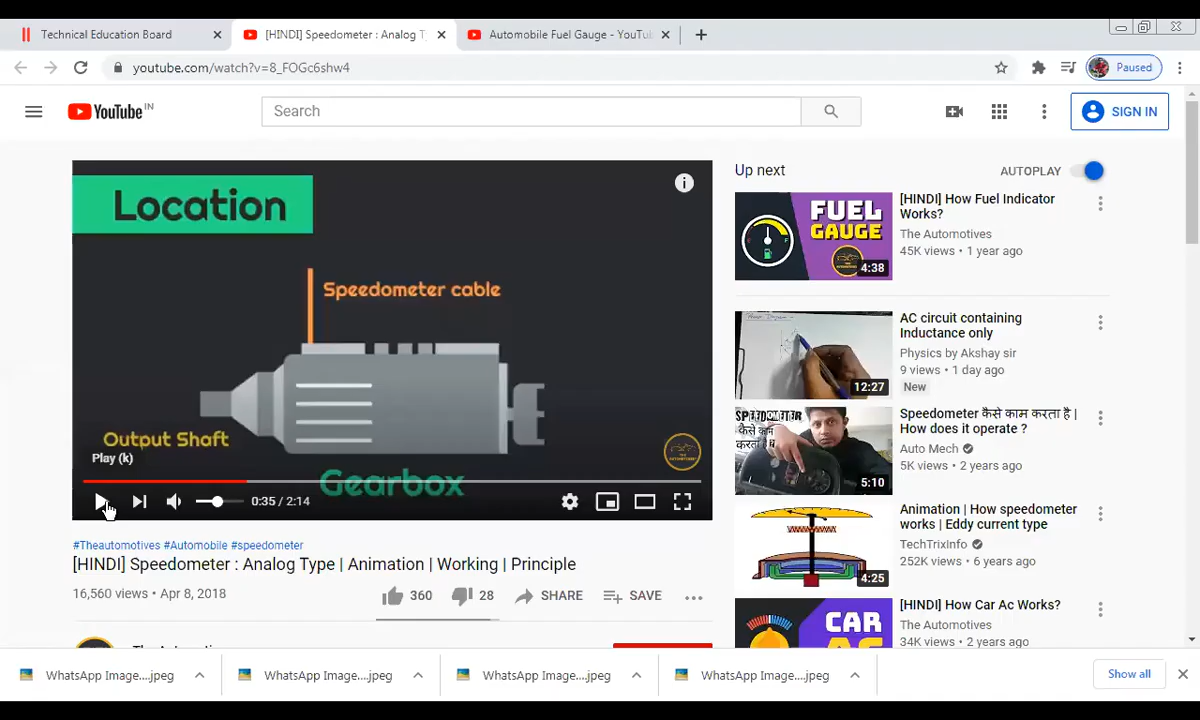 Technical Education Board
[HINDI] Speedometer : Analog T
Automobile Fuel Gauge - YouTu
youtube.com/watch?v=8_FOGc6shw4
Paused
YouTube IN
Search
SIGN IN
Location
Speedometer cable
Output Shaft
Play (k)
Gearbox
0:35 / 2:14
#Theautomotives #Automobile #speedometer
[HINDI] Speedometer : Analog Type | Animation | Working | Principle
16,560 views • Apr 8, 2018
360
28
SHARE
SAVE
Up next
AUTOPLAY
FUEL
GAUGE
4:38
[HINDI] How Fuel Indicator
Works?
The Automotives
45K views • 1 year ago
12:27
AC circuit containing
Inductance only
Physics by Akshay sir
9 views • 1 day ago
New
SPEEDOMETER
कैसे काम
करता है
5:10
Speedometer कैसे काम करता है |
How does it operate ?
Auto Mech
5K views • 2 years ago
4:25
Animation | How speedometer
works | Eddy current type
TechTrixInfo
252K views • 6 years ago
CAR
[HINDI] How Car Ac Works?
The Automotives
34K views • 2 years ago
WhatsApp Image....jpeg
WhatsApp Image....jpeg
WhatsApp Image....jpeg
WhatsApp Image....jpeg
Show all